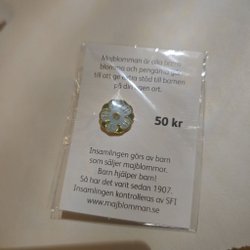 Majblomman är alla barns
blomma och pengarna går
till att ge extra stöd till barnen
på din egen ort.
50 kr
Insamlingen görs av barn
som säljer majblommor.
Barn hjälper barn!
Så har det varit sedan 1907.
Insamlingen kontrolleras av SFI
www.majblomman.se